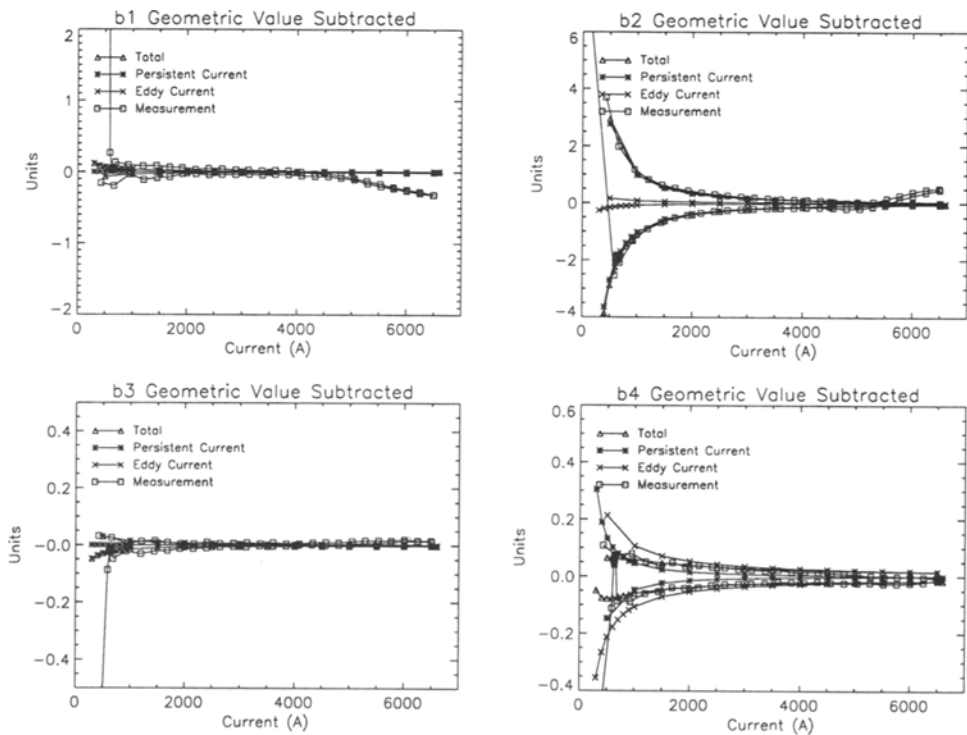 b1 Geometric Value Subtracted
2
1
0
-1
-2
Units
Total
Persistent Current
Eddy Current
Measurement
0
2000
4000
6000
Current (A)
b2 Geometric Value Subtracted
6
4
2
0
-2
-4
Units
Total
Persistent Current
Eddy Current
Measurement
0
2000
4000
6000
Current (A)
b3 Geometric Value Subtracted
0.4
0.2
-0.0
-0.2
-0.4
Units
Total
Persistent Current
Eddy Current
Measurement
0
2000
4000
6000
Current (A)
b4 Geometric Value Subtracted
0.6
0.4
0.2
0.0
-0.2
-0.4
Units
Total
Persistent Current
Eddy Current
Measurement
0
2000
4000
6000
Current (A)